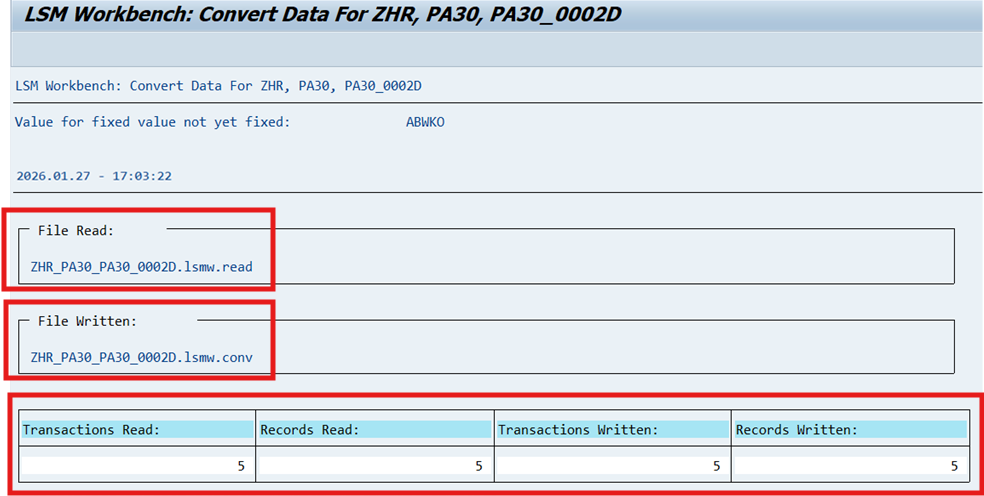 LSM Workbench: Convert Data For ZHR, PA30, PA30_0002D
LSM Workbench: Convert Data For ZHR, PA30, PA30_0002D
Value for fixed value not yet fixed: ABWKO
2026.01.27 - 17:03:22
File Read:
ZHR_PA30_PA30_0002D.lsmw.read
File Written:
ZHR_PA30_PA30_0002D.lsmw.conv
Transactions Read: Records Read: Transactions Written: Records Written:
5 5 5 5